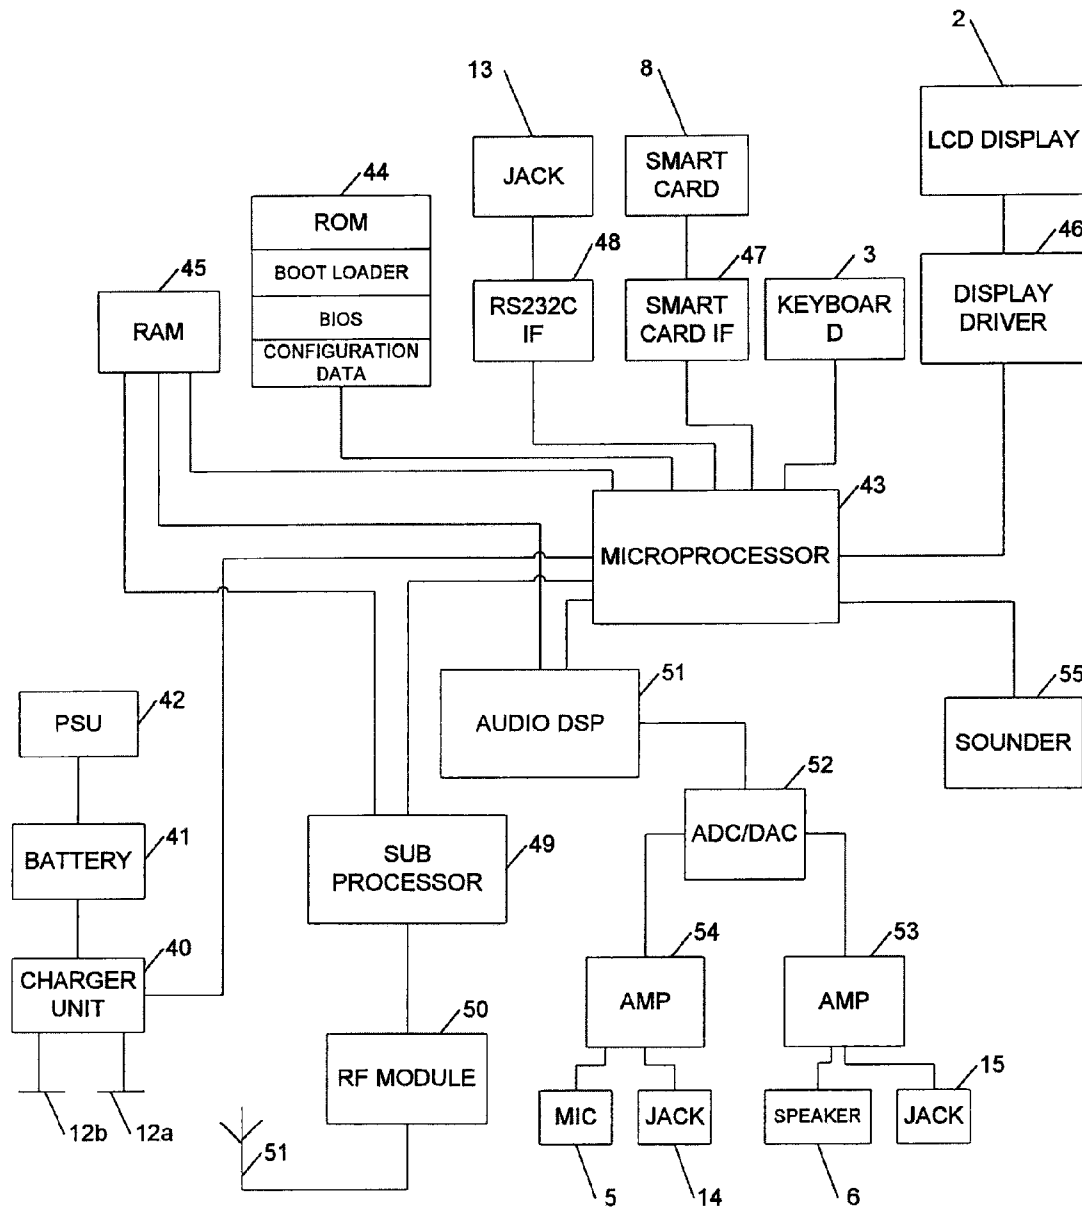 2
13
8
LCD DISPLAY
JACK
SMART
CARD
44
ROM
48
47
3
46
45
BOOT LOADER
RAM
BIOS
RS232C
IF
SMART
CARD IF
KEYBOAR
D
DISPLAY
DRIVER
CONFIGURATION
DATA
43
MICROPROCESSOR
51
55
42
PSU
AUDIO DSP
SOUNDER
52
41
BATTERY
SUB
PROCESSOR
49
ADC/DAC
40
CHARGER
UNIT
54
53
AMP
AMP
50
RF MODULE
15
MIC
JACK
SPEAKER
JACK
12b
12a
51
5
14
6